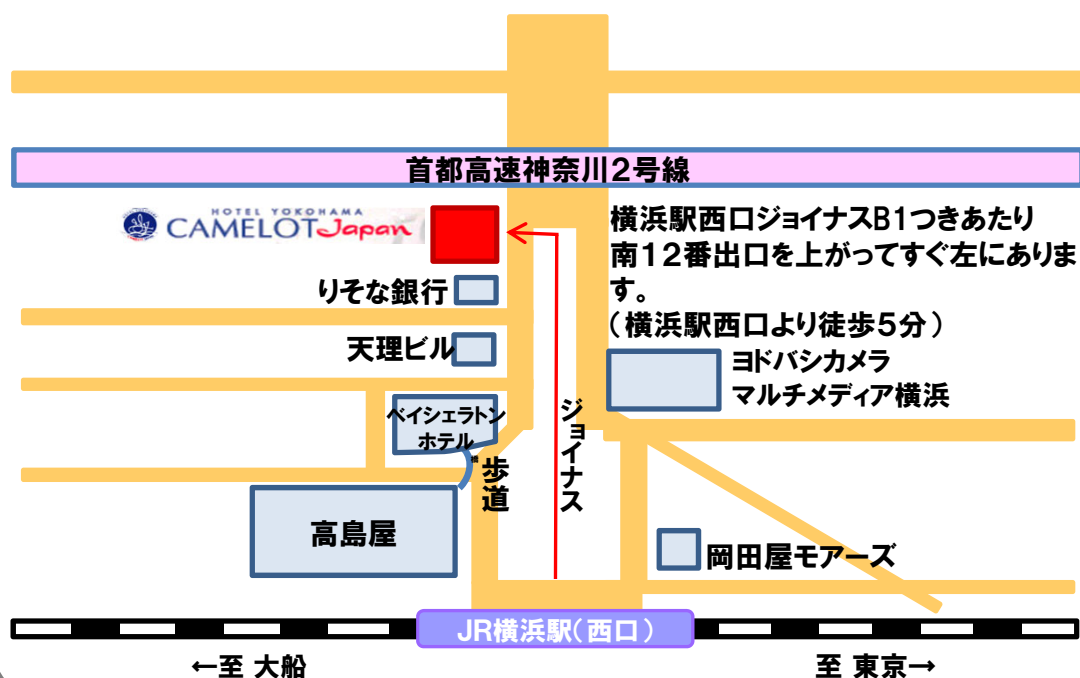 首都高速神奈川2号線
HOTEL YOKOHAMA
CAMELOT Japan
横浜駅西口ジョイナスB1つきあたり
南12番出口を上がってすぐ左にありま
す。
(横浜駅西口より徒歩5分)
りそな銀行
天理ビル
ヨドバシカメラ
マルチメディア横浜
ベイシェラトン
ホテル
ジョイナス
歩道
高島屋
岡田屋モアーズ
JR横浜駅(西口)
←至 大船
至 東京→